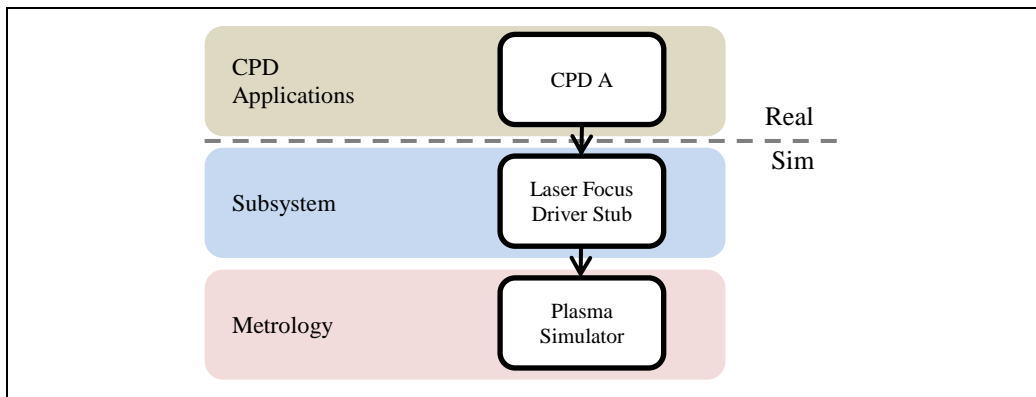 CPD
Applications
CPD A
Real
Sim
Subsystem
Laser Focus
Driver Stub
Metrology
Plasma
Simulator